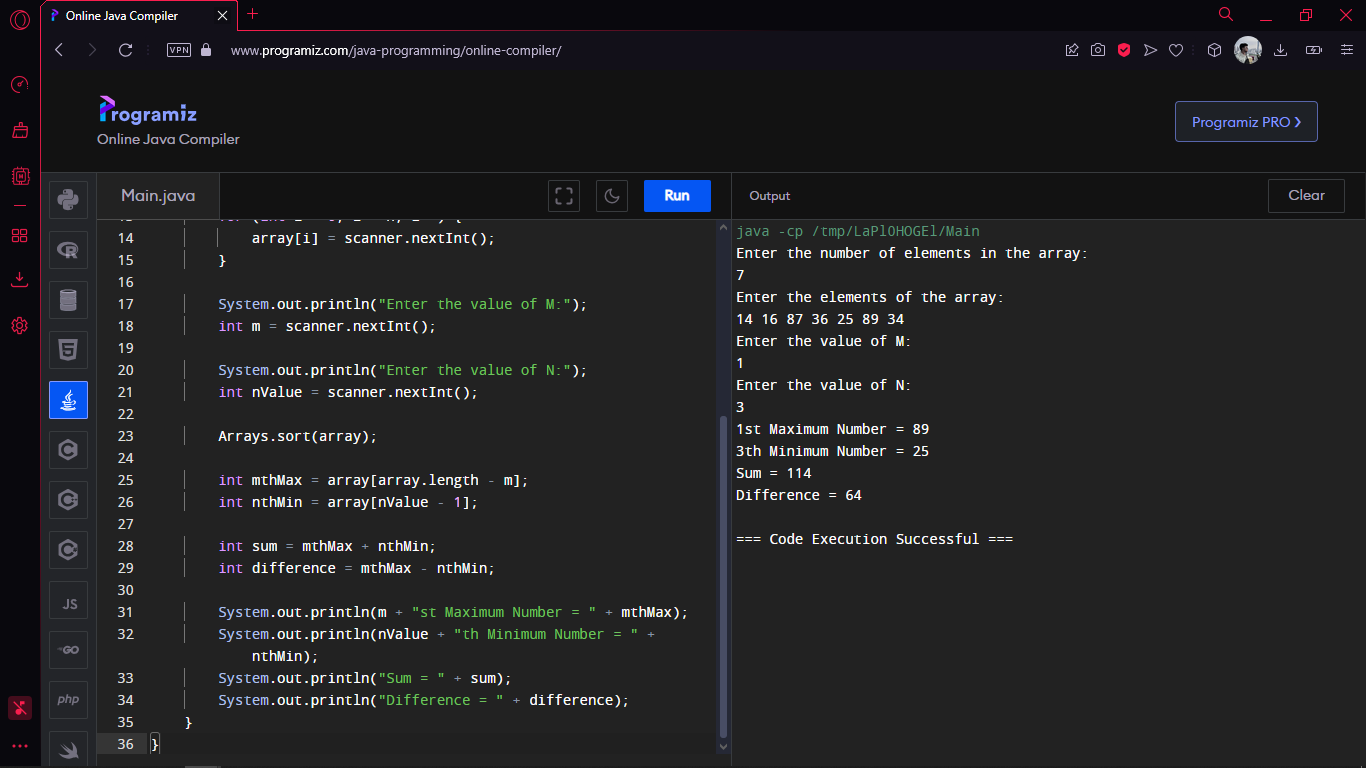 Online Java Compiler
VPN
www.programiz.com/java-programming/online-compiler/
Programiz
Online Java Compiler
Programiz PRO ❯
Main.java
Run
Output
Clear
14 array[i] = scanner.nextInt();
15 }
16
17 System.out.println("Enter the value of M:");
18 int m = scanner.nextInt();
19
20 System.out.println("Enter the value of N:");
21 int nValue = scanner.nextInt();
22
23 Arrays.sort(array);
24
25 int mthMax = array[array.length - m];
26 int nthMin = array[nValue - 1];
27
28 int sum = mthMax + nthMin;
29 int difference = mthMax - nthMin;
30
31 System.out.println(m + "st Maximum Number = " + mthMax);
32 System.out.println(nValue + "th Minimum Number = " +
nthMin);
33 System.out.println("Sum = " + sum);
34 System.out.println("Difference = " + difference);
35 }
36 }
java -cp /tmp/LaPl0HOGEl/Main
Enter the number of elements in the array:
7
Enter the elements of the array:
14 16 87 36 25 89 34
Enter the value of M:
1
Enter the value of N:
3
1st Maximum Number = 89
3th Minimum Number = 25
Sum = 114
Difference = 64
=== Code Execution Successful ===
JS
GO
php